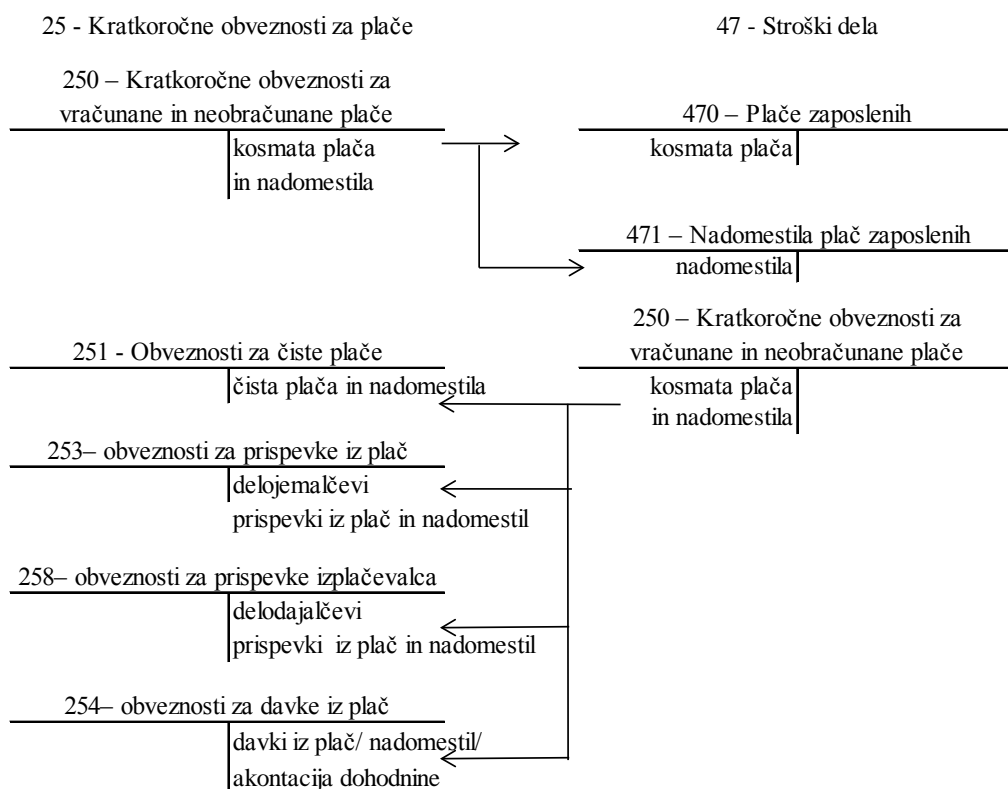 25 - Kratkoročne obveznosti za plače
47 - Stroški dela
250 – Kratkoročne obveznosti za
vračunane in neobračunane plače
470 – Plače zaposlenih
kosmata plača
in nadomestila
kosmata plača
471 – Nadomestila plač zaposlenih
nadomestila
250 – Kratkoročne obveznosti za
vračunane in neobračunane plače
251 - Obveznosti za čiste plače
čista plača in nadomestila
kosmata plača
in nadomestila
253– obveznosti za prispevke iz plač
delojemalčevi
prispevki iz plač in nadomestil
258– obveznosti za prispevke izplačevalca
delodajalčevi
prispevki iz plač in nadomestil
254– obveznosti za davke iz plač
davki iz plač/ nadomestil/
akontacija dohodnine